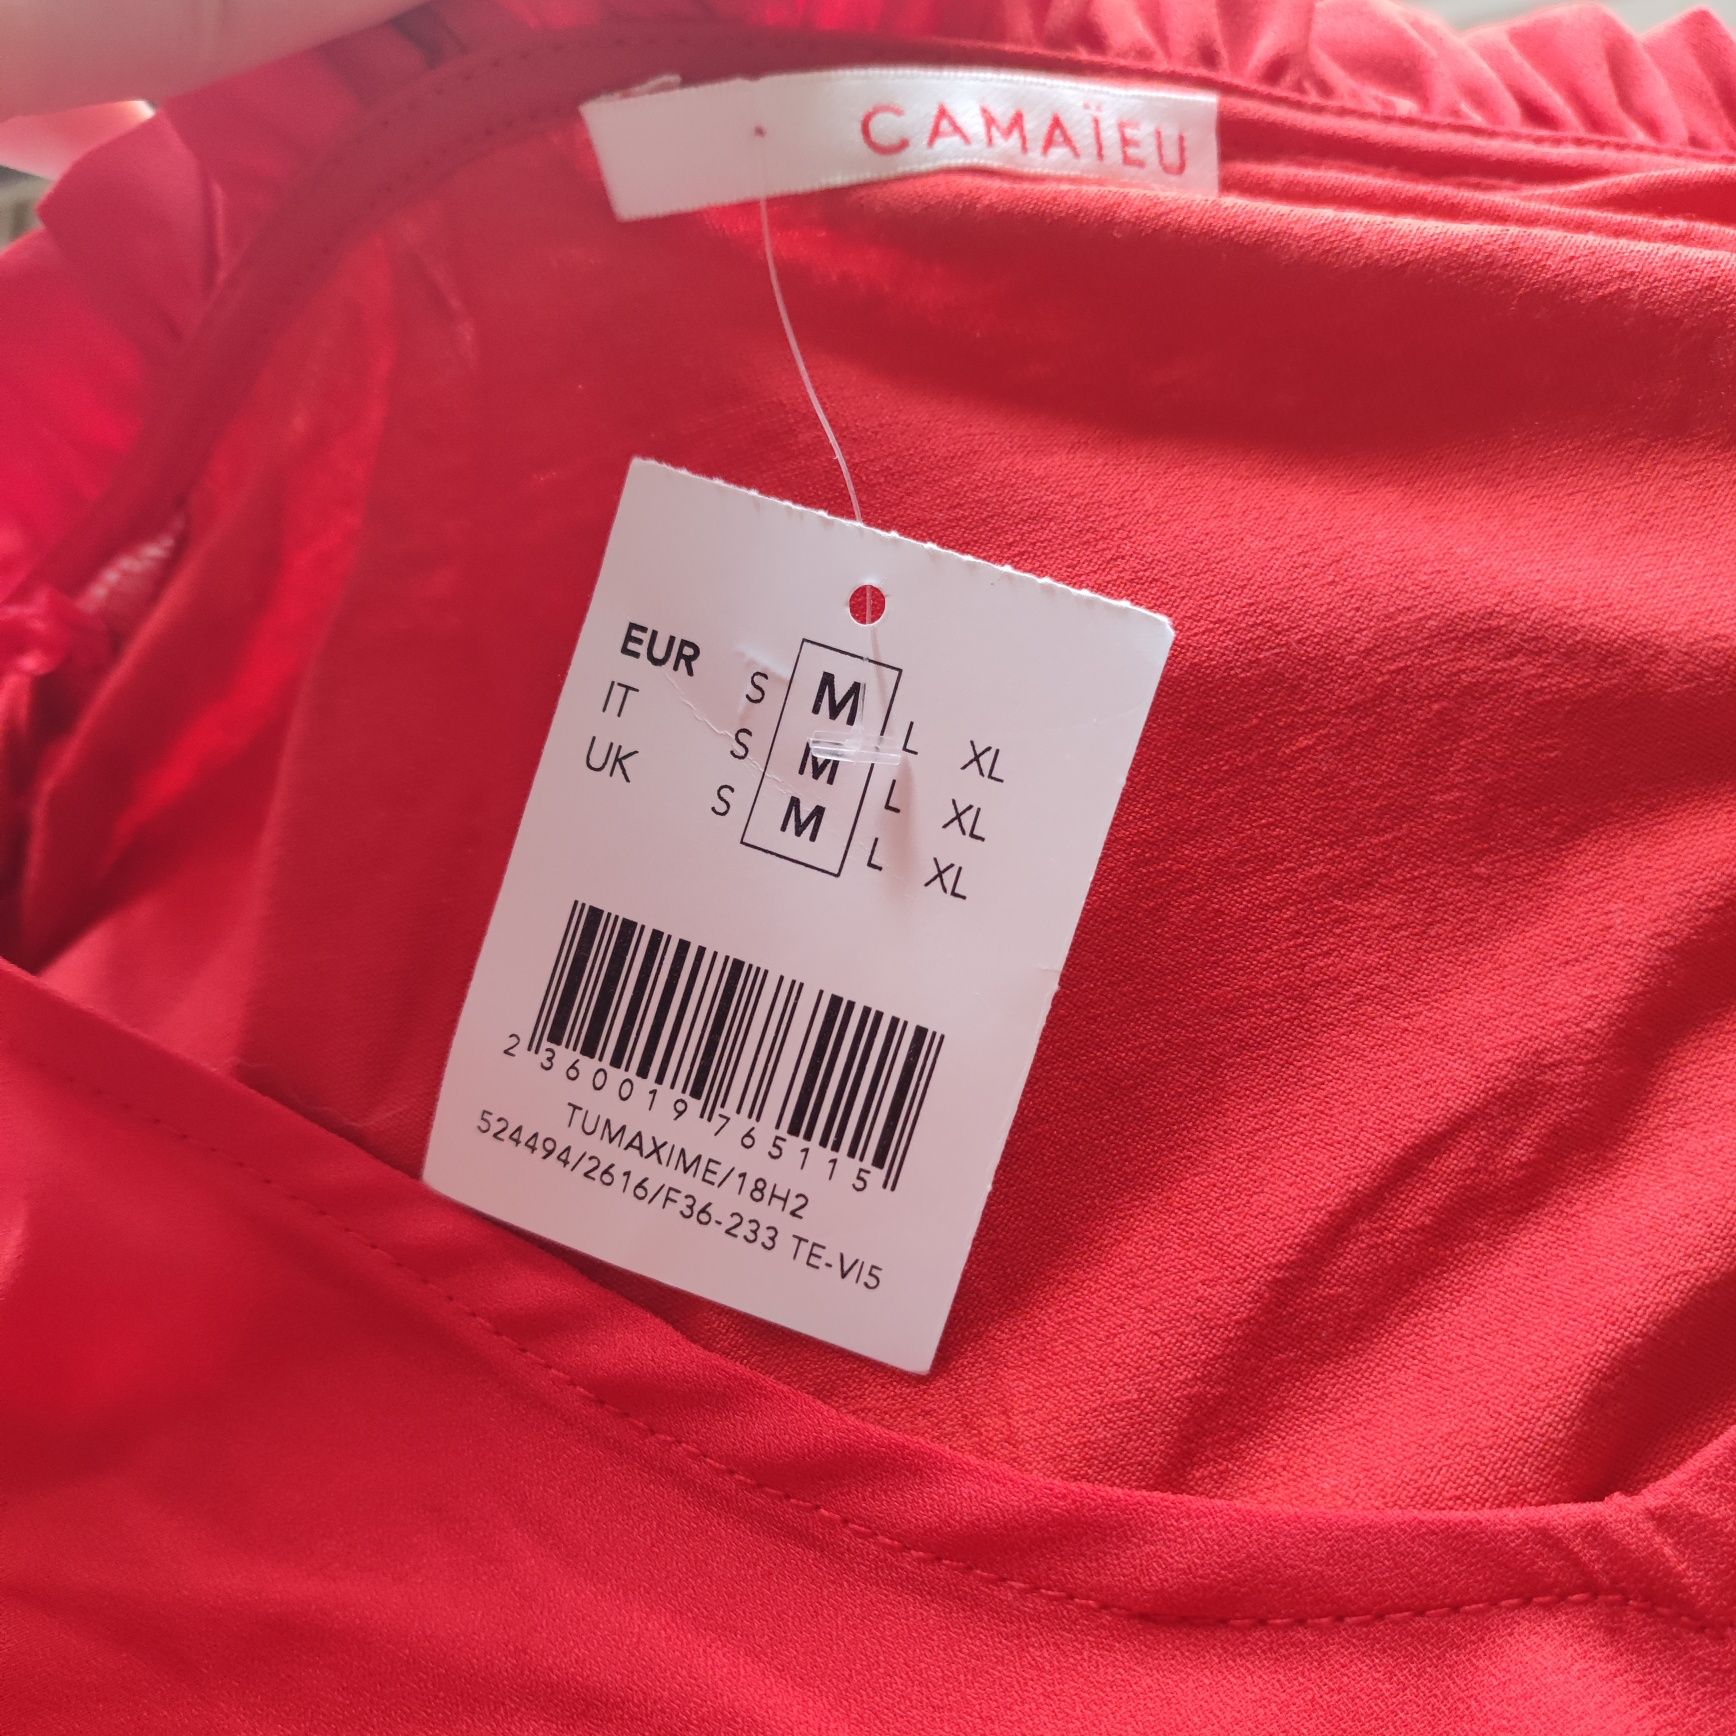 CAMAÏEU
EUR S M L XL
IT S M L XL
UK S M L XL
2 360019 765115
TUMAXIME/18H2
524494/2616/F36-233 TE-VI5